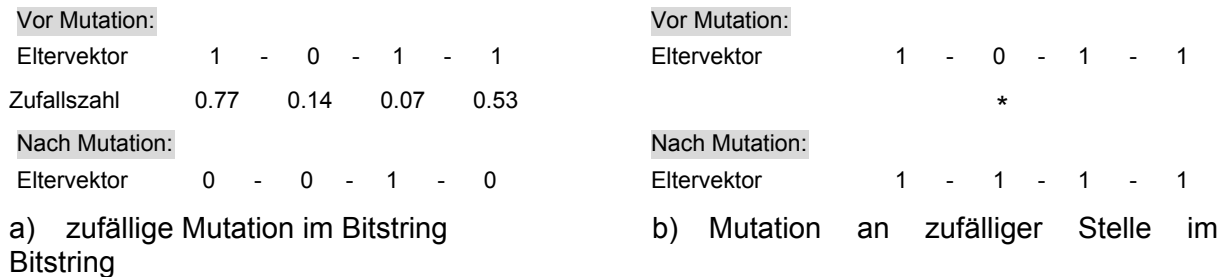 Vor Mutation:
Eltervektor 1 - 0 - 1 - 1
Zufallszahl 0.77 0.14 0.07 0.53
Nach Mutation:
Eltervektor 0 - 0 - 1 - 0
a) zufällige Mutation im Bitstring
Vor Mutation:
Eltervektor 1 - 0 - 1 - 1
*
Nach Mutation:
Eltervektor 1 - 1 - 1 - 1
b) Mutation an zufälliger Stelle im
Bitstring